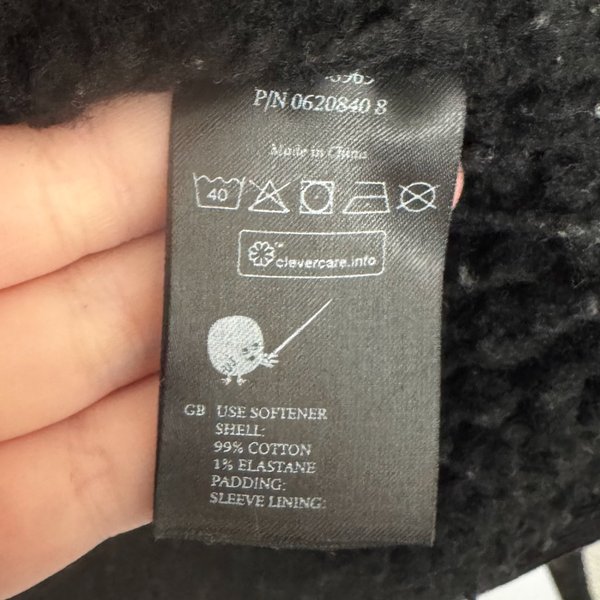 P/N 0620840 8
Made in China
40
™
clevercare.info
GB USE SOFTENER
SHELL:
99% COTTON
1% ELASTANE
PADDING:
SLEEVE LINING: